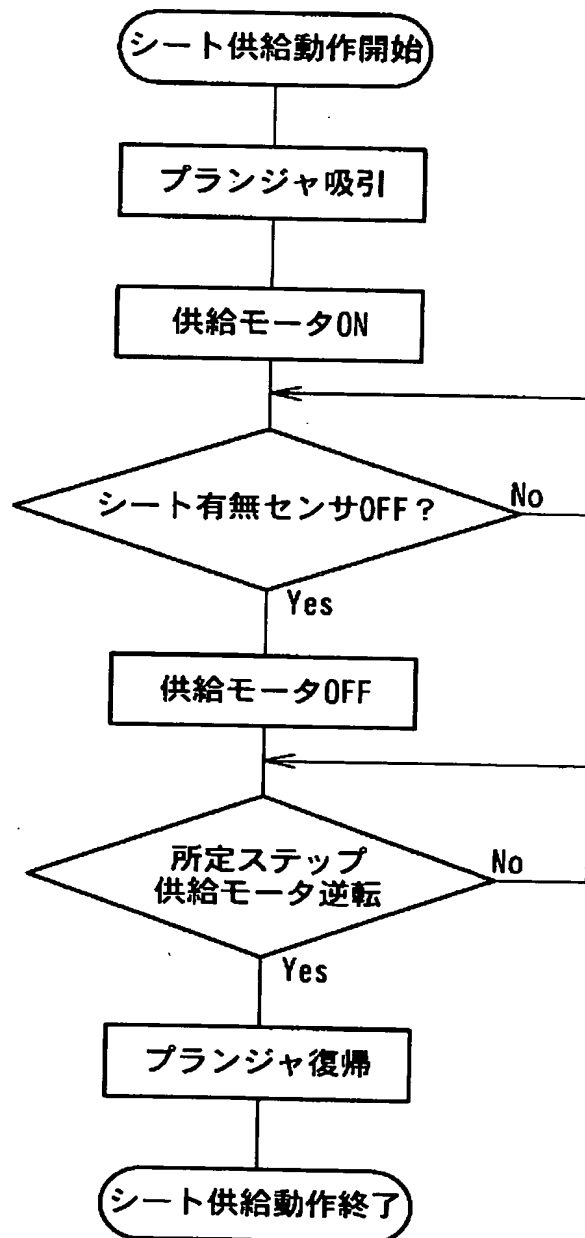 シート供給動作開始
プランジャ吸引
供給モータON
シート有無センサOFF?
No
Yes
供給モータOFF
所定ステップ
供給モータ逆転
No
Yes
プランジャ復帰
シート供給動作終了